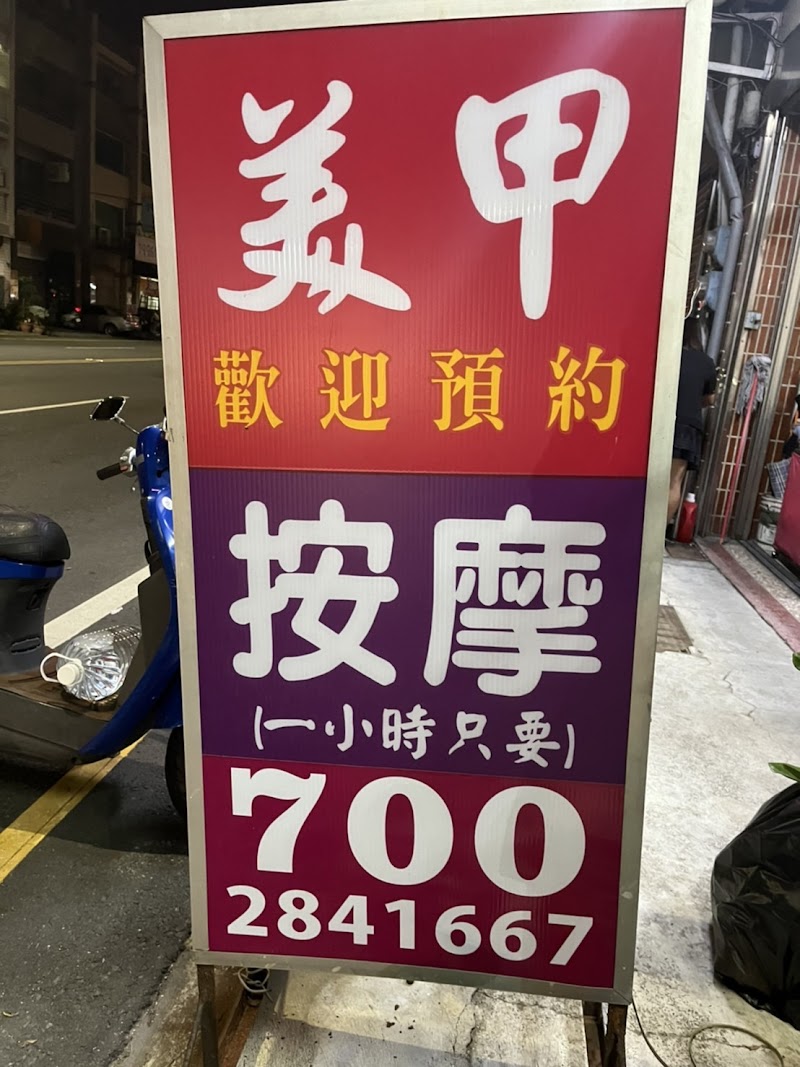 美甲
歡迎預約
按摩
(一小時只要)
700
2841667